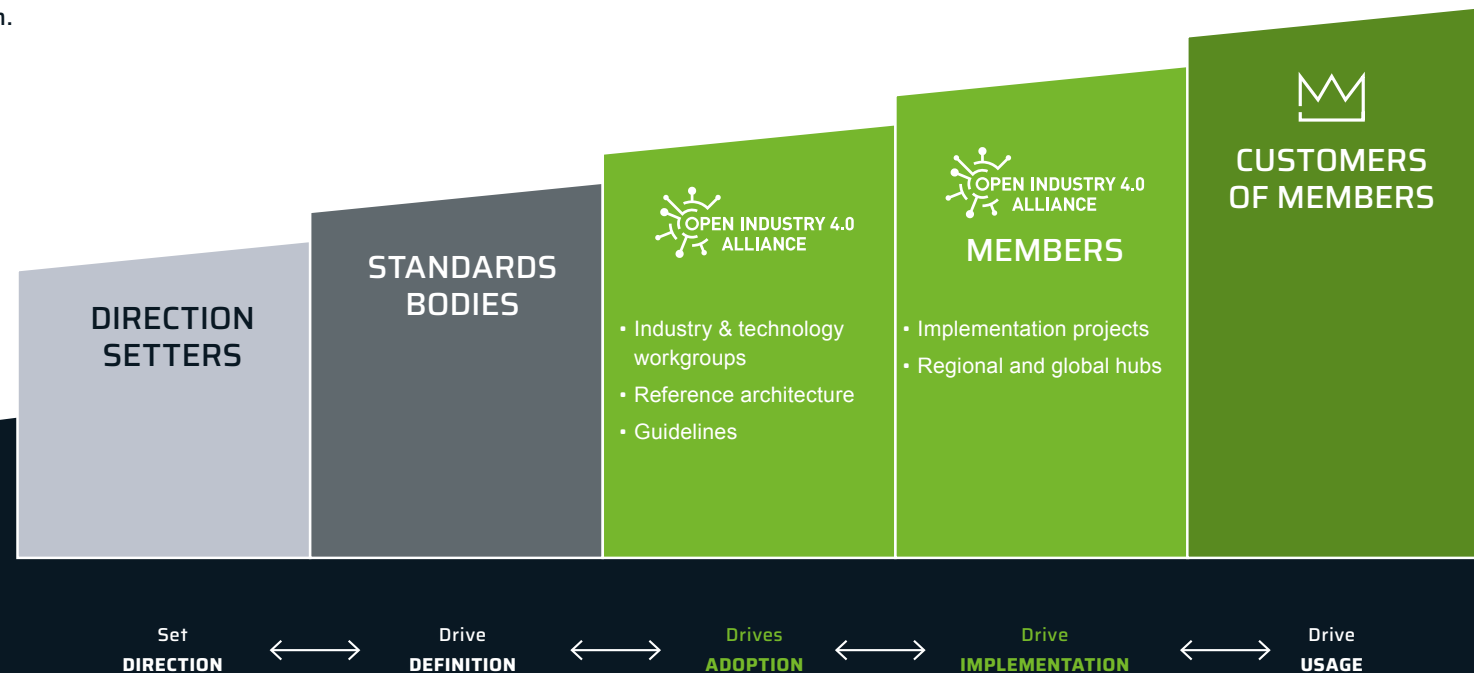 n.
DIRECTION
SETTERS
STANDARDS
BODIES
OPEN INDUSTRY 4.0
ALLIANCE
• Industry & technology
workgroups
• Reference architecture
• Guidelines
OPEN INDUSTRY 4.0
ALLIANCE
MEMBERS
• Implementation projects
• Regional and global hubs
CUSTOMERS
OF MEMBERS
Set
DIRECTION
Drive
DEFINITION
Drives
ADOPTION
Drive
IMPLEMENTATION
Drive
USAGE